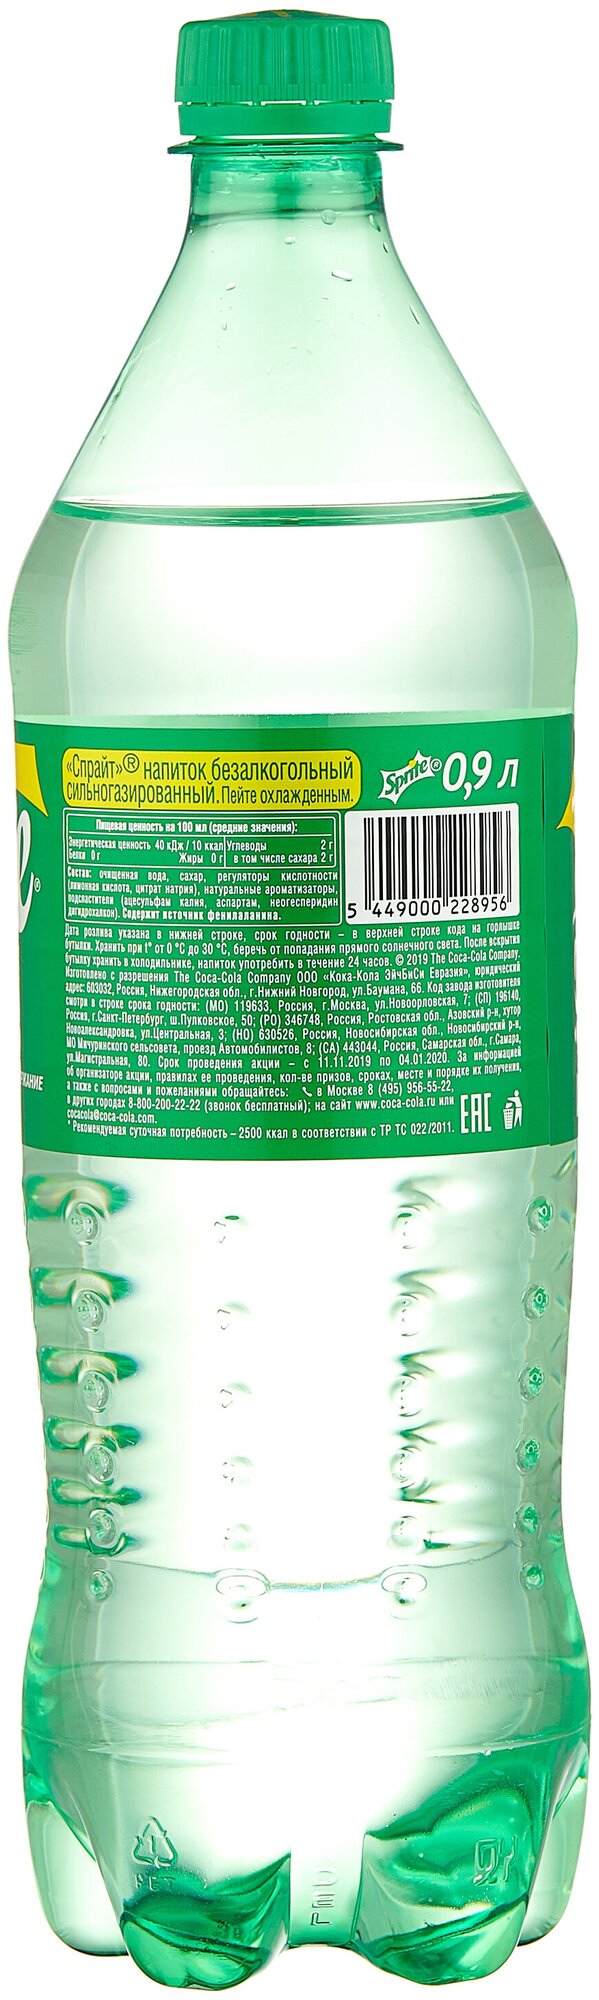 «Спрайт»® напиток безалкогольный
сильногазированный. Пейте охлажденным.
Sprite® 0,9 л
Пищевая ценность на 100 мл (средние значения):
Энергетическая ценность 40 кДж / 10 ккал
Белки 0 г Жиры 0 г
Углеводы 2 г
в том числе сахара 2 г
Состав: очищенная вода, сахар, регуляторы кислотности
(лимонная кислота, цитрат натрия), натуральные ароматизаторы,
подсластители (ацесульфам калия, аспартам, неогесперидин
дигидрохалкон). Содержит источник фенилаланина.
5 449000 228956
Дата розлива указана в нижней строке, срок годности – в верхней строке кода на горлышке
бутылки. Хранить при t° от 0 °С до 30 °С, беречь от попадания прямого солнечного света. После вскрытия
бутылку хранить в холодильнике, напиток употребить в течение 24 часов. © 2019 The Coca-Cola Company.
Изготовлено с разрешения The Coca-Cola Company ООО «Кока-Кола ЭйчБиСи Евразия», юридический
адрес: 603032, Россия, Нижегородская обл., г.Нижний Новгород, ул.Баумана, 66. Код завода изготовителя
смотри в строке срока годности: (МО) 119633, Россия, г.Москва, ул.Новоорловская, 7; (СП) 196140,
Россия, г.Санкт-Петербург, ш.Пулковское, 50; (РО) 346748, Россия, Ростовская обл., Азовский р-н, хутор
Новоалександровка, ул.Центральная, 3; (НО) 630526, Россия, Новосибирская обл., Новосибирский р-н,
МО Мичуринского сельсовета, проезд Автомобилистов, 8; (СА) 443044, Россия, Самарская обл., г.Самара,
ул.Магистральная, 80. Срок проведения акции – с 11.11.2019 по 04.01.2020. За информацией
об организаторе акции, правилах ее проведения, кол-ве призов, сроках, месте и порядке их получения,
а также с вопросами и пожеланиями обращайтесь: в Москве 8 (495) 956-55-22,
в других городах 8-800-200-22-22 (звонок бесплатный); на сайт www.coca-cola.ru или
cocacola@coca-cola.com.
* Рекомендуемая суточная потребность – 2500 ккал в соответствии с ТР ТС 022/2011.
EAC
1
PET